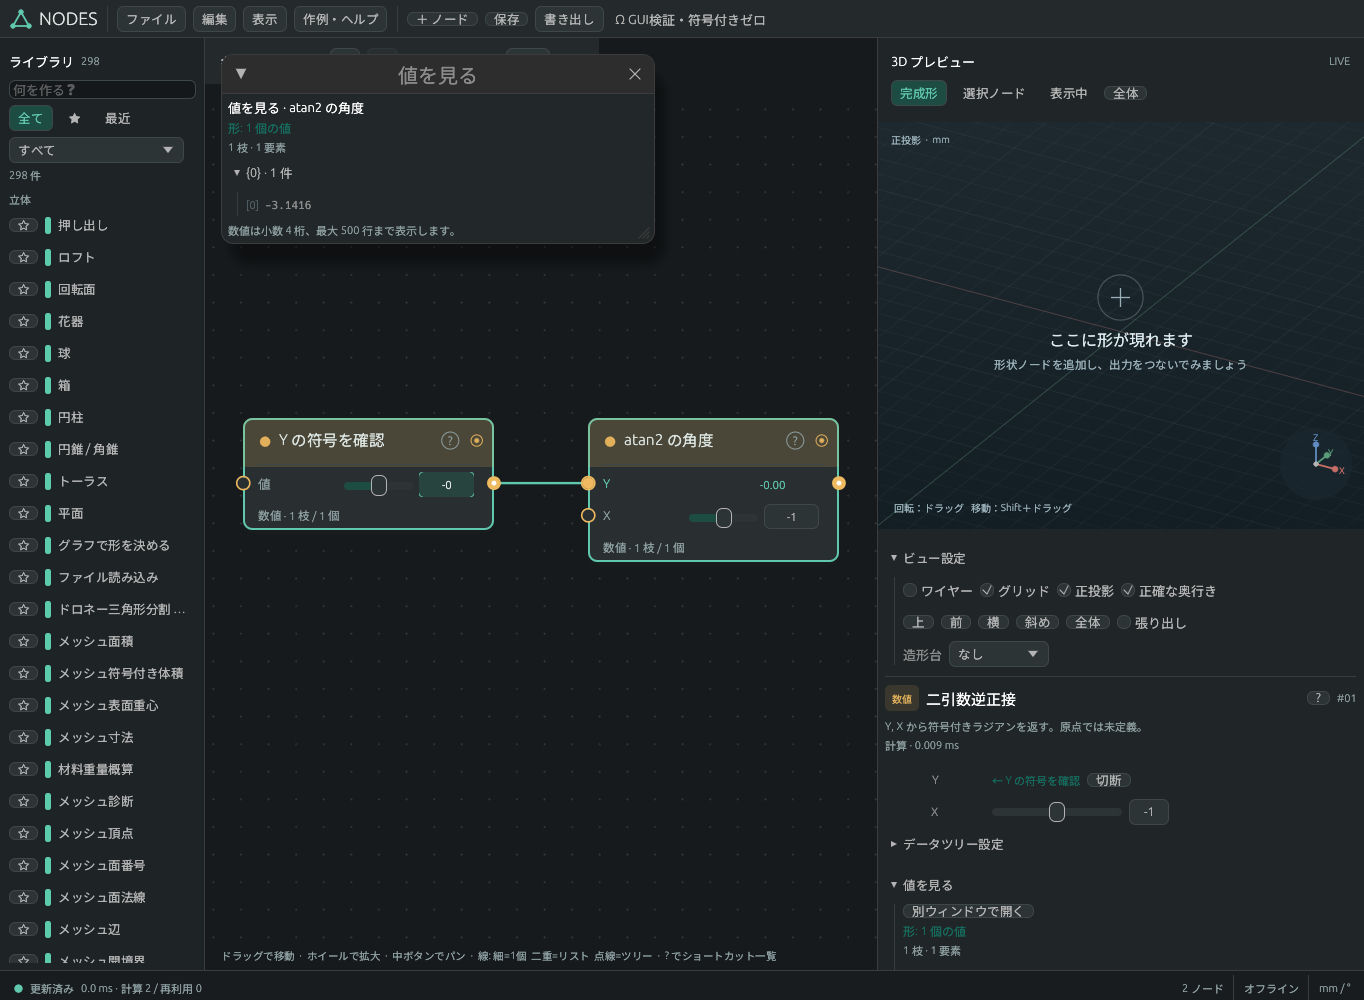 NODES ファイル 編集 表示 作例・ヘルプ ＋ノード 保存 書き出し Ω GUI検証・符号付きゼロ
ライブラリ 298
何を作る？
全て ★ 最近
すべて
298 件
立体
押し出し
ロフト
回転面
花器
球
箱
円柱
円錐 / 角錐
トーラス
平面
グラフで形を決める
ファイル読み込み
ドロネー三角形分割 …
メッシュ面積
メッシュ符号付き体積
メッシュ表面重心
メッシュ寸法
材料重量概算
メッシュ診断
メッシュ頂点
メッシュ面番号
メッシュ面法線
メッシュ辺
メッシュ開境界
▼ 値を見る ×
値を見る · atan2 の角度
形: 1 個の値
1 枝 · 1 要素
▼ {0} · 1 件
[0] -3.1416
数値は小数 4 桁、最大 500 行まで表示します。
Y の符号を確認 ?
値 -0
数値 · 1 枝 / 1 個
atan2 の角度 ?
Y -0.00
X -1
数値 · 1 枝 / 1 個
ドラッグで移動 · ホイールで拡大 · 中ボタンでパン · 線: 細=1個 二重=リスト 点線=ツリー · ? でショートカット一覧
3D プレビュー LIVE
完成形 選択ノード 表示中 全体
正投影 · mm
ここに形が現れます
形状ノードを追加し、出力をつないでみましょう
Z
Y
X
回転：ドラッグ 移動：Shift＋ドラッグ
▼ ビュー設定
ワイヤー グリッド 正投影 正確な奥行き
上 前 横 斜め 全体 張り出し
造形台 なし
数値 二引数逆正接 ? #01
Y, X から符号付きラジアンを返す。原点では未定義。
計算 · 0.009 ms
Y ← Y の符号を確認 切断
X -1
▶ データツリー設定
▼ 値を見る
別ウィンドウで開く
形: 1 個の値
1 枝 · 1 要素
更新済み 0.0 ms · 計算 2 / 再利用 0
2 ノード オフライン mm / °